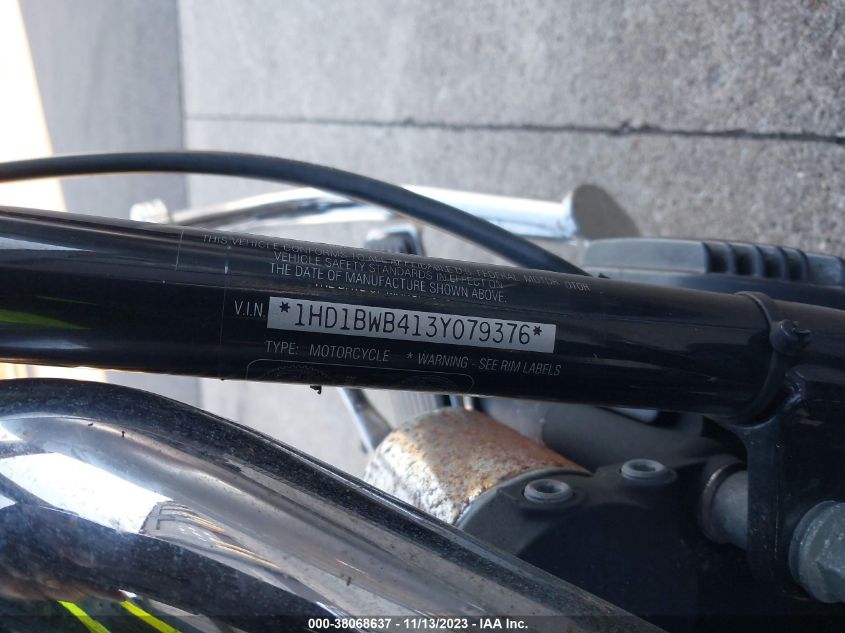 THIS VEHICLE CONFORMS TO ALL APPLICABLE U.S. FEDERAL MOTOR
VEHICLE SAFETY STANDARDS IN EFFECT ON
THE DATE OF MANUFACTURE SHOWN ABOVE.
V.I.N. *1HD1BWB413Y079376*
TYPE: MOTORCYCLE * WARNING - SEE RIM LABELS
000-38068637 - 11/13/2023 - IAA Inc.